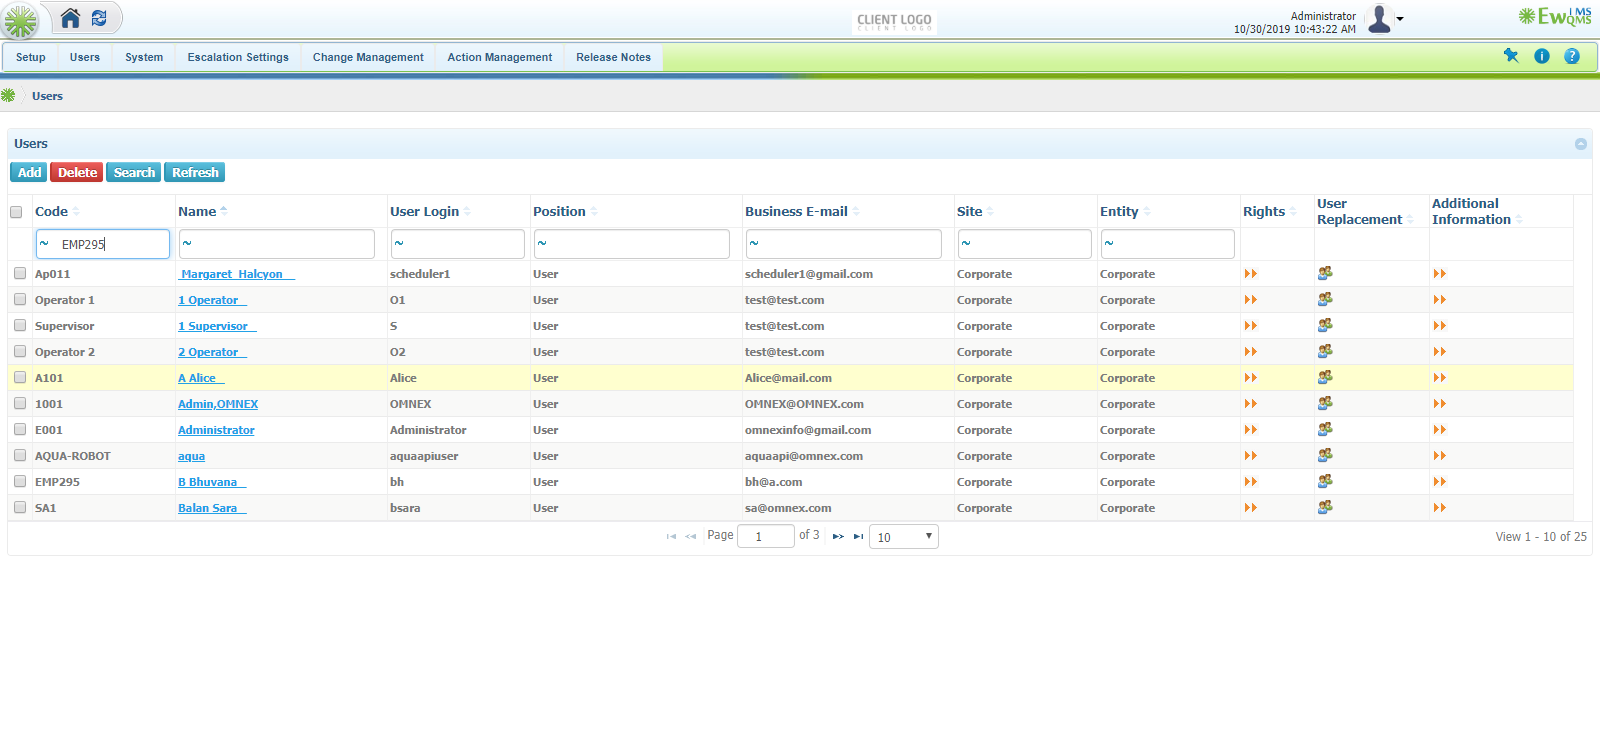 CLIENT LOGO
CLIENT LOGO
Administrator
10/30/2019 10:43:22 AM
EwIMS
QMS
Setup Users System Escalation Settings Change Management Action Management Release Notes
Users
Users
Add Delete Search Refresh
Code Name User Login Position Business E-mail Site Entity Rights User Replacement Additional Information
~ EMP295 ~ ~ ~ ~ ~ ~
Ap011 Margaret Halcyon scheduler1 User scheduler1@gmail.com Corporate Corporate
Operator 1 1 Operator O1 User test@test.com Corporate Corporate
Supervisor 1 Supervisor S User test@test.com Corporate Corporate
Operator 2 2 Operator O2 User test@test.com Corporate Corporate
A101 A Alice Alice User Alice@mail.com Corporate Corporate
1001 Admin,OMNEX OMNEX User OMNEX@OMNEX.com Corporate Corporate
E001 Administrator Administrator User omnexinfo@gmail.com Corporate Corporate
AQUA-ROBOT aqua aquaapiuser User aquaapi@omnex.com Corporate Corporate
EMP295 B Bhuvana bh User bh@a.com Corporate Corporate
SA1 Balan Sara bsara User sa@omnex.com Corporate Corporate
Page 1 of 3 10 View 1 - 10 of 25